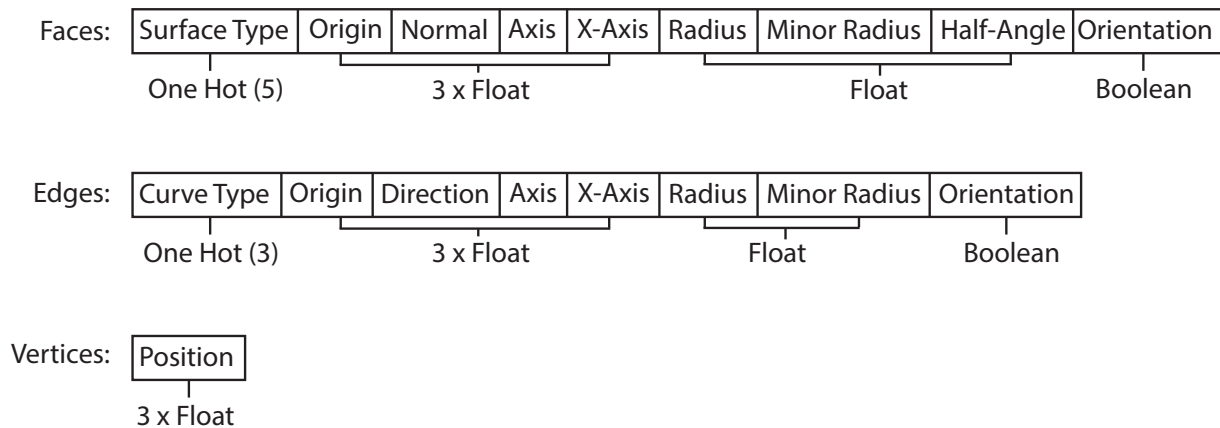 Faces: Surface Type Origin Normal Axis X-Axis Radius Minor Radius Half-Angle Orientation
One Hot (5) 3 x Float Float Boolean
Edges: Curve Type Origin Direction Axis X-Axis Radius Minor Radius Orientation
One Hot (3) 3 x Float Float Boolean
Vertices: Position
3 x Float